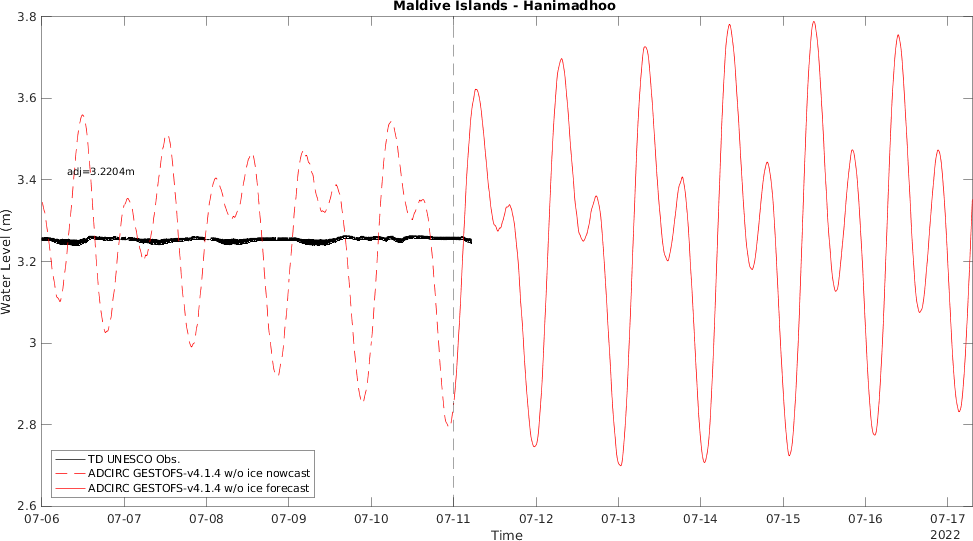 Maldive Islands - Hanimadhoo
3.8
3.6
3.4
3.2
3
2.8
2.6
Water Level (m)
adj=3.2204m
TD UNESCO Obs.
ADCIRC GESTOFS-v4.1.4 w/o ice nowcast
ADCIRC GESTOFS-v4.1.4 w/o ice forecast
07-06 07-07 07-08 07-09 07-10 07-11 07-12 07-13 07-14 07-15 07-16 07-17
2022
Time